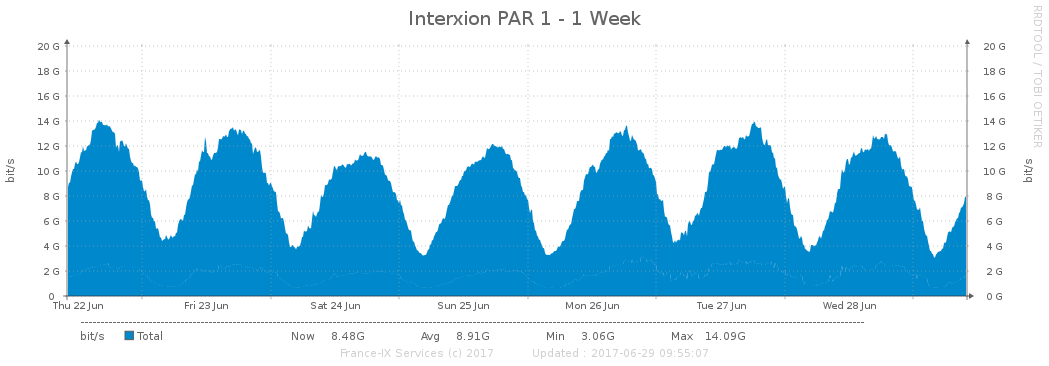 Interxion PAR 1 - 1 Week
RRDTOOL / TOBI OETIKER
bit/s
20 G 20 G
18 G 18 G
16 G 16 G
14 G 14 G
12 G 12 G
10 G 10 G
8 G 8 G
6 G 6 G
4 G 4 G
2 G 2 G
0 0 G
bit/s
Thu 22 Jun Fri 23 Jun Sat 24 Jun Sun 25 Jun Mon 26 Jun Tue 27 Jun Wed 28 Jun
bit/s Total Now 8.48G Avg 8.91G Min 3.06G Max 14.09G
France-IX Services (c) 2017 Updated : 2017-06-29 09:55:07